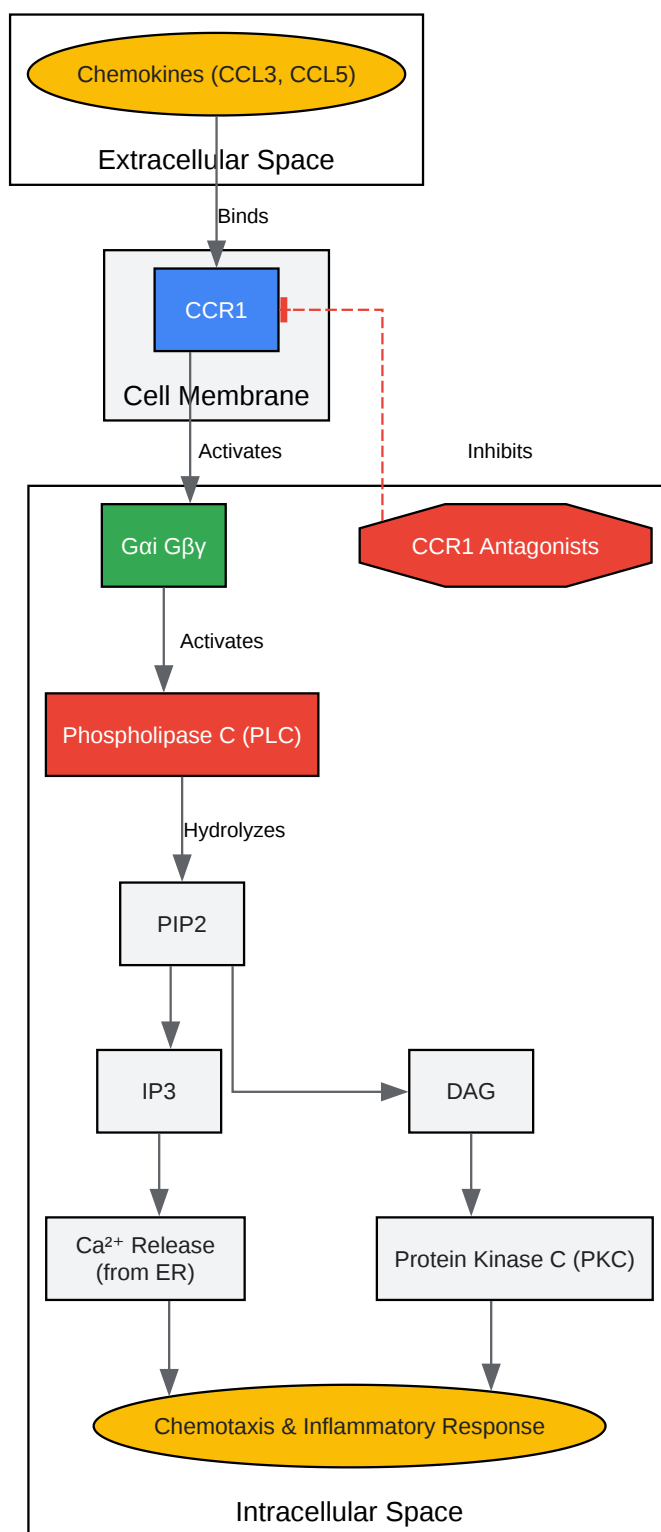 Chemokines (CCL3, CCL5)
Extracellular Space
Binds
CCR1
Cell Membrane
Activates
Inhibits
Gαi Gβγ
CCR1 Antagonists
Activates
Phospholipase C (PLC)
Hydrolyzes
PIP2
IP3
DAG
Ca²⁺ Release
(from ER)
Protein Kinase C (PKC)
Chemotaxis & Inflammatory Response
Intracellular Space